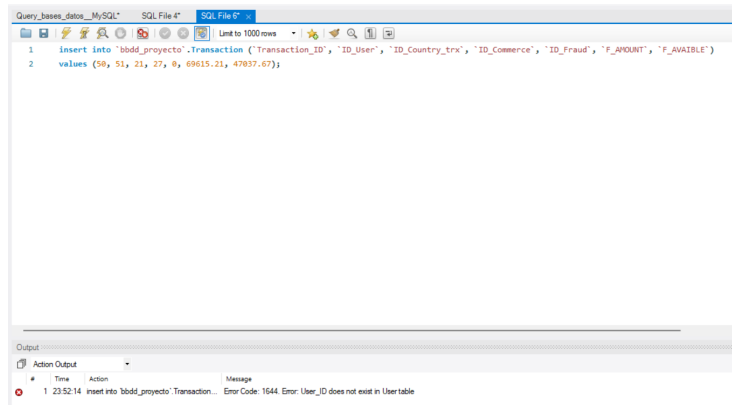 Query_bases_datos__MySQL* SQL File 4* SQL File 6* ×
Limit to 1000 rows
1 insert into `bbdd_proyecto`.Transaction (`Transaction_ID`, `ID_User`, `ID_Country_trx`, `ID_Commerce`, `ID_Fraud`, `F_AMOUNT`, `F_AVAIBLE`)
2 values (50, 51, 21, 27, 0, 69615.21, 47037.67);
Output
Action Output
# Time Action Message
1 23:52:14 insert into `bbdd_proyecto`.Transaction... Error Code: 1644. Error: User_ID does not exist in User table